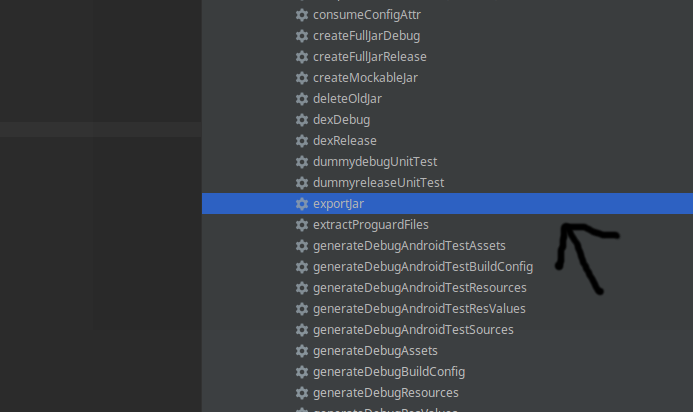 consumeConfigAttr
createFullJarDebug
createFullJarRelease
createMockableJar
deleteOldJar
dexDebug
dexRelease
dummydebugUnitTest
dummyreleaseUnitTest
exportJar
extractProguardFiles
generateDebugAndroidTestAssets
generateDebugAndroidTestBuildConfig
generateDebugAndroidTestResources
generateDebugAndroidTestResValues
generateDebugAndroidTestSources
generateDebugAssets
generateDebugBuildConfig
generateDebugResources
generateDebugResValues